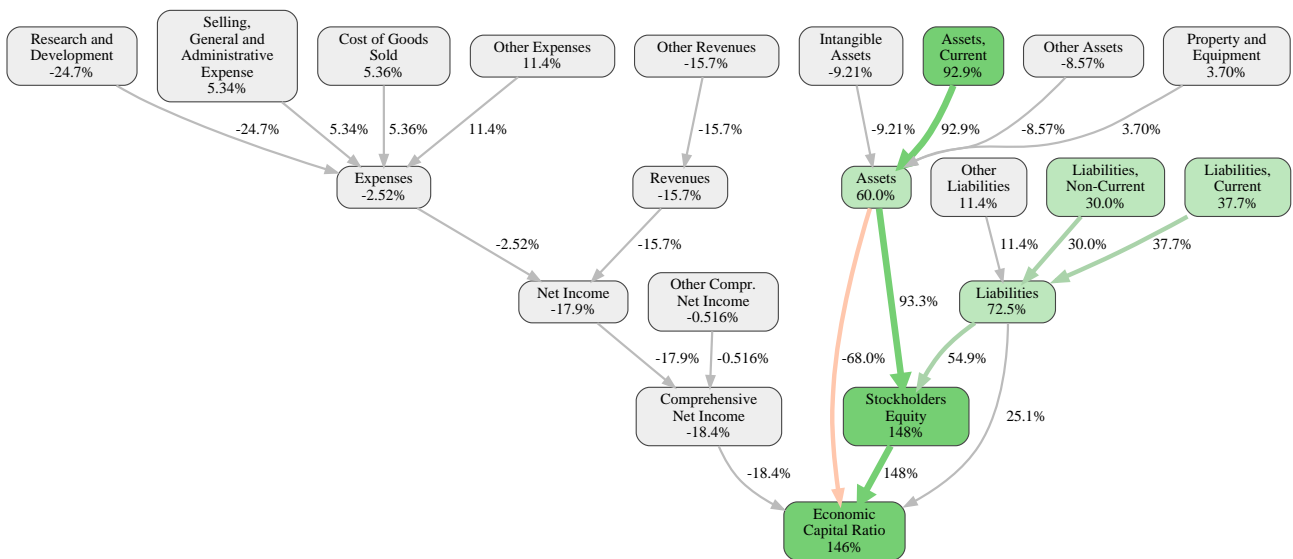 Research and
Development
-24.7%
Selling,
General and
Administrative
Expense
5.34%
Cost of Goods
Sold
5.36%
Other Expenses
11.4%
Other Revenues
-15.7%
Intangible
Assets
-9.21%
Assets,
Current
92.9%
Other Assets
-8.57%
Property and
Equipment
3.70%
-24.7%
5.34%
5.36%
11.4%
-15.7%
-9.21%
92.9%
-8.57%
3.70%
Expenses
-2.52%
Revenues
-15.7%
Assets
60.0%
Other
Liabilities
11.4%
Liabilities,
Non-Current
30.0%
Liabilities,
Current
37.7%
-2.52%
-15.7%
11.4%
30.0%
37.7%
Net Income
-17.9%
Other Compr.
Net Income
-0.516%
93.3%
Liabilities
72.5%
-17.9%
-0.516%
-68.0%
54.9%
Comprehensive
Net Income
-18.4%
Stockholders
Equity
148%
25.1%
-18.4%
148%
Economic
Capital Ratio
146%